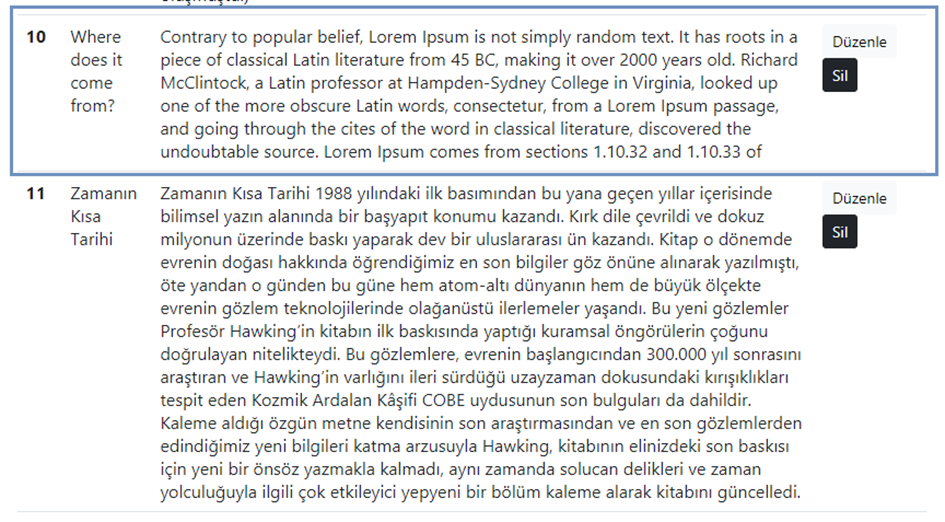 10 Where does it come from? Contrary to popular belief, Lorem Ipsum is not simply random text. It has roots in a
piece of classical Latin literature from 45 BC, making it over 2000 years old. Richard
McClintock, a Latin professor at Hampden-Sydney College in Virginia, looked up
one of the more obscure Latin words, consectetur, from a Lorem Ipsum passage,
and going through the cites of the word in classical literature, discovered the
undoubtable source. Lorem Ipsum comes from sections 1.10.32 and 1.10.33 of
Düzenle
Sil
11 Zamanın Kısa Tarihi Zamanın Kısa Tarihi 1988 yılındaki ilk basımından bu yana geçen yıllar içerisinde
bilimsel yazın alanında bir başyapıt konumu kazandı. Kırk dile çevrildi ve dokuz
milyonun üzerinde baskı yaparak dev bir uluslararası ün kazandı. Kitap o dönemde
evrenin doğası hakkında öğrendiğimiz en son bilgiler göz önüne alınarak yazılmıştı,
öte yandan o günden bu güne hem atom-altı dünyanın hem de büyük ölçekte
evrenin gözlem teknolojilerinde olağanüstü ilerlemeler yaşandı. Bu yeni gözlemler
Profesör Hawking’in kitabın ilk baskısında yaptığı kuramsal öngörülerin çoğunu
doğrulayan nitelikteydi. Bu gözlemlere, evrenin başlangıcından 300.000 yıl sonrasını
araştıran ve Hawking’in varlığını ileri sürdüğü uzayzaman dokusundaki kırışıklıkları
tespit eden Kozmik Ardalan Kâşifi COBE uydusunun son bulguları da dahildir.
Kaleme aldığı özgün metne kendisinin son araştırmasından ve en son gözlemlerden
edindiğimiz yeni bilgileri katma arzusuyla Hawking, kitabının elinizdeki son baskısı
için yeni bir önsöz yazmakla kalmadı, aynı zamanda solucan delikleri ve zaman
yolculuğuyla ilgili çok etkileyici yepyeni bir bölüm kaleme alarak kitabını güncelledi.
Düzenle
Sil